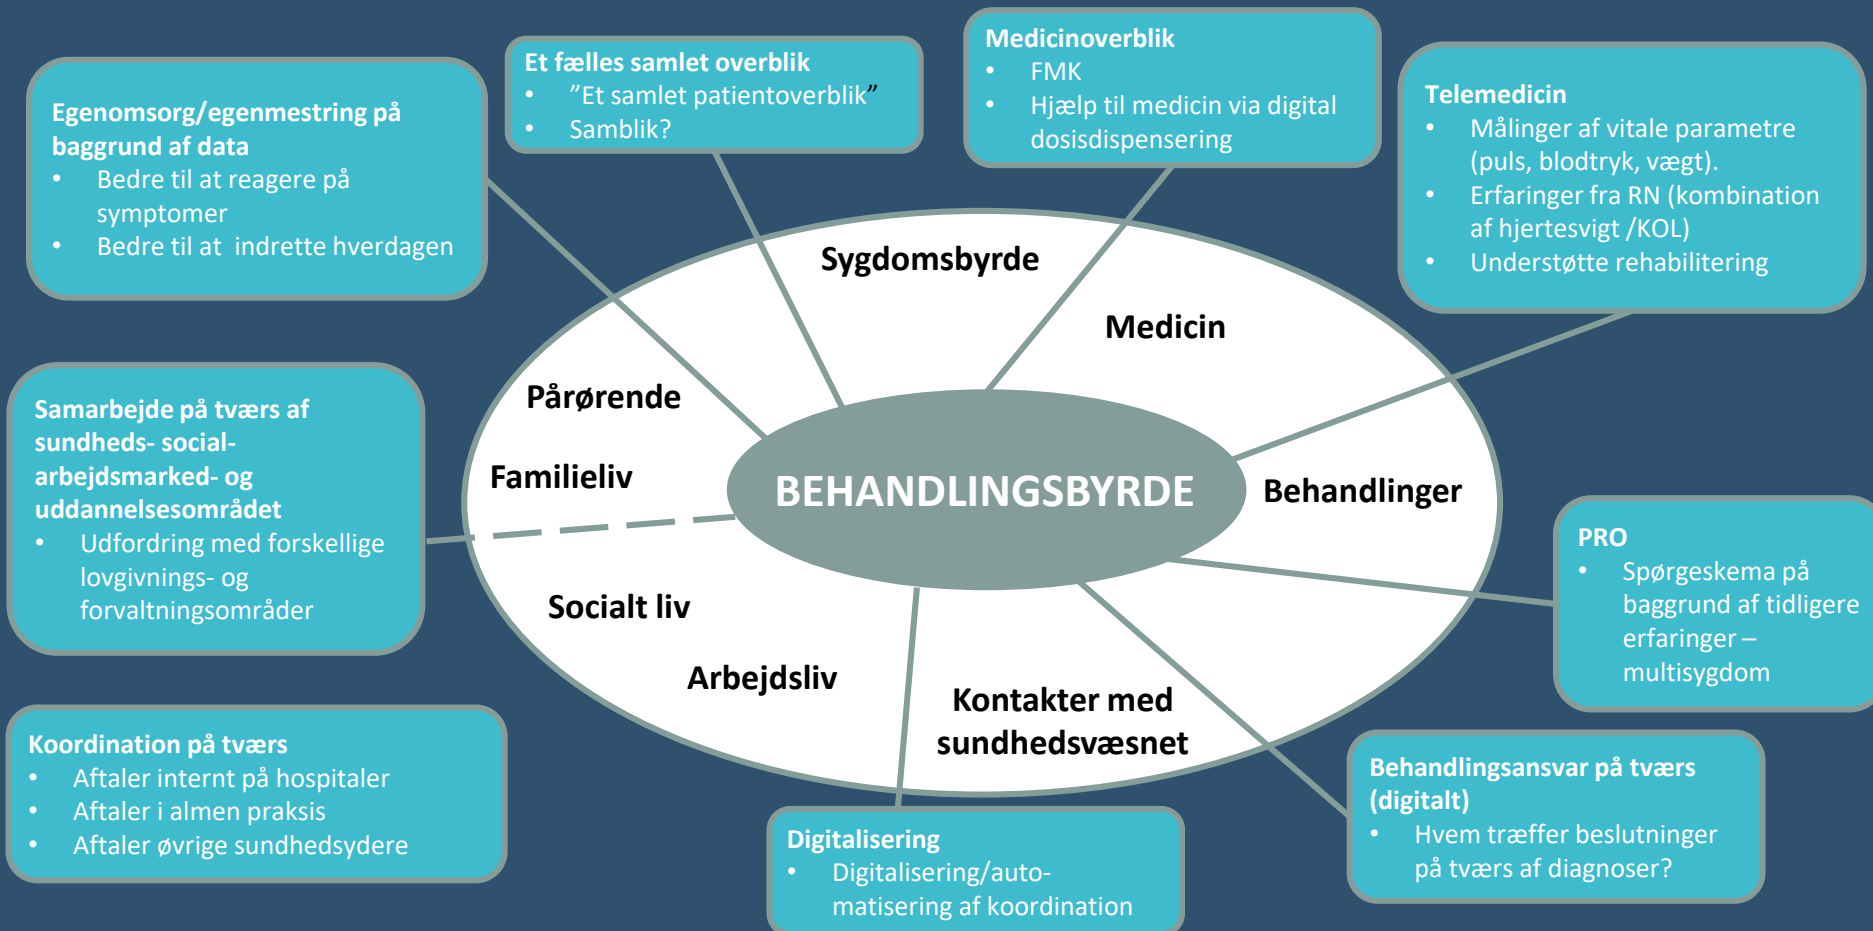 Egenomsorg/egenmestring på
baggrund af data
• Bedre til at reagere på
symptomer
• Bedre til at indrette hverdagen
Et fælles samlet overblik
• ”Et samlet patientoverblik”
• Samblik?
Medicinoverblik
• FMK
• Hjælp til medicin via digital
dosisdispensering
Telemedicin
• Målinger af vitale parametre
(puls, blodtryk, vægt).
• Erfaringer fra RN (kombination
af hjertesvigt /KOL)
• Understøtte rehabilitering
Sygdomsbyrde
Medicin
Pårørende
Familieliv
BEHANDLINGSBYRDE
Behandlinger
Socialt liv
Arbejdsliv
Kontakter med
sundhedsvæsnet
Samarbejde på tværs af
sundheds- social-
arbejdsmarked- og
uddannelsesområdet
• Udfordring med forskellige
lovgivnings- og
forvaltningsområder
PRO
• Spørgeskema på
baggrund af tidligere
erfaringer –
multisygdom
Koordination på tværs
• Aftaler internt på hospitaler
• Aftaler i almen praksis
• Aftaler øvrige sundhedsydere
Digitalisering
• Digitalisering/auto-
matisering af koordination
Behandlingsansvar på tværs
(digitalt)
• Hvem træffer beslutninger
på tværs af diagnoser?